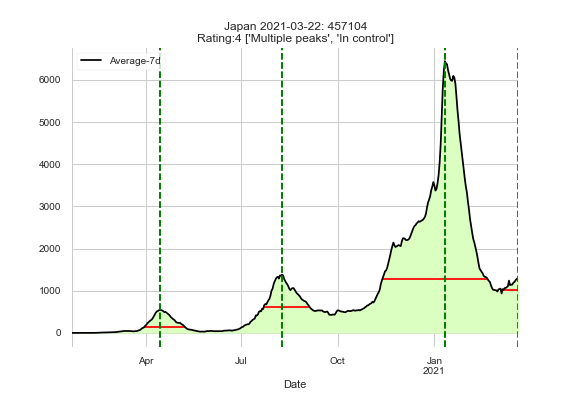 Japan 2021-03-22: 457104
Rating:4 ['Multiple peaks', 'In control']
Average-7d
6000
5000
4000
3000
2000
1000
0
Apr
Jul
Oct
Jan
2021
Date